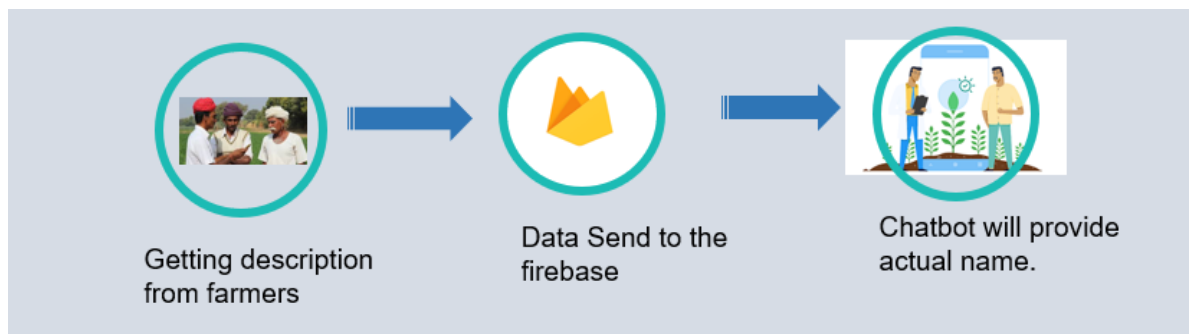 Getting description
from farmers
Data Send to the
firebase
Chatbot will provide
actual name.